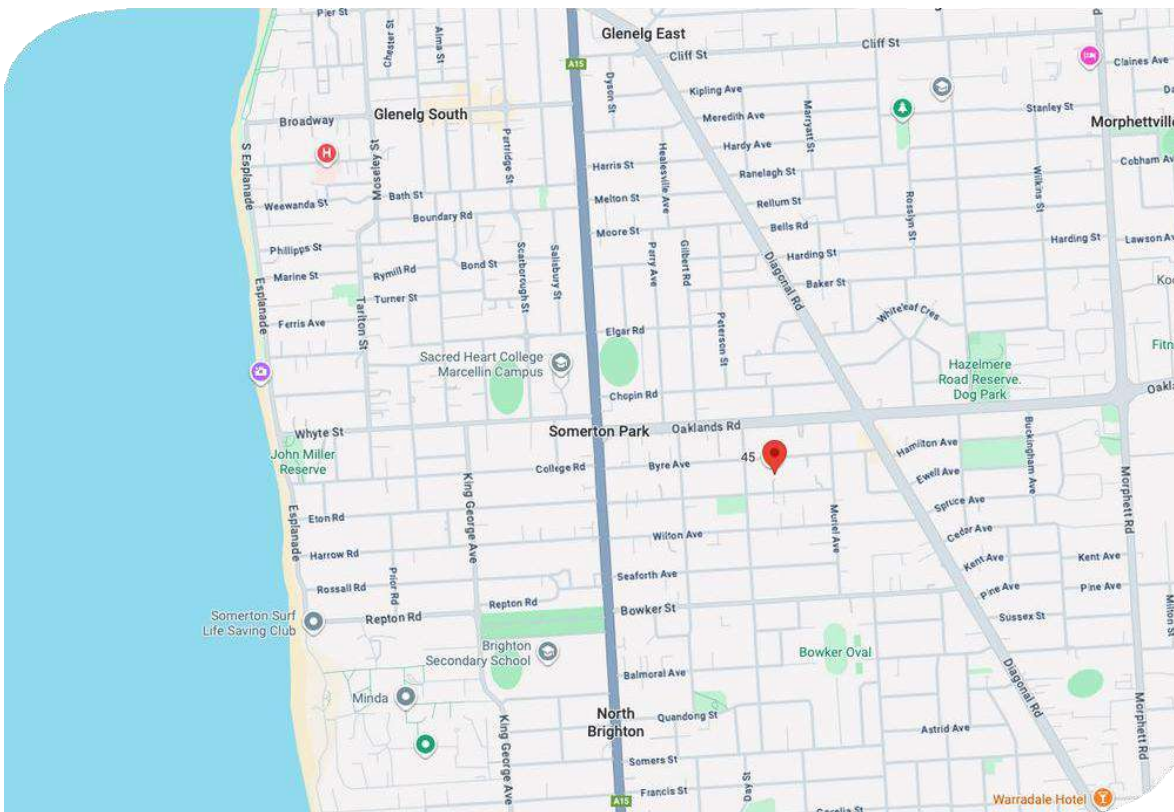 Pier St
Chester St
Alma St
Glenelg East
Cliff St
Cliff St
A15
Claines Ave
Dyson St
Kipling Ave
Marryatt St
Stanley St
Broadway
Glenelg South
Partridge St
Meredith Ave
Morphettville
Hardy Ave
Cobham Av
H
Moseley St
S Esplanade
Harris St
Healesville Ave
Ranelagh St
Wilkins St
Bath St
Weewanda St
Melton St
Rellum St
Rosslyn St
Boundary Rd
Bells Rd
Moore St
Harding St
Lawson Av
Phillipps St
Scarborough St
Salisbury St
Parry Ave
Gilbert Rd
Diagonal Rd
Harding St
Bond St
Rymill Rd
Marine St
Baker St
Koo
Esplanade
Turner St
Tarlton St
Whiteleaf Cres
Ferris Ave
Elgar Rd
Peterson St
Sacred Heart College
Marcellin Campus
Hazelmere
Road Reserve.
Dog Park
Fitn
Chopin Rd
Oakla
Whyte St
Somerton Park
Oaklands Rd
Hamilton Ave
Buckingham Ave
John Miller
Reserve
College Rd
Byre Ave
45
Ewell Ave
King George Ave
Morphett Rd
Spruce Ave
Esplanade
Eton Rd
Wilton Ave
Muriel Ave
Cedar Ave
Harrow Rd
Kent Ave
Kent Ave
Rossall Rd
Prior Rd
Seaforth Ave
Pine Ave
Pine Ave
Repton Rd
Somerton Surf
Life Saving Club
Repton Rd
Bowker St
Sussex St
Milton St
Brighton
Secondary School
Bowker Oval
Balmoral Ave
Diagonal Rd
Minda
North
Brighton
Quandong St
Astrid Ave
Morphett Rd
King George Ave
Somers St
Day St
Francis St
A15
Warradale Hotel